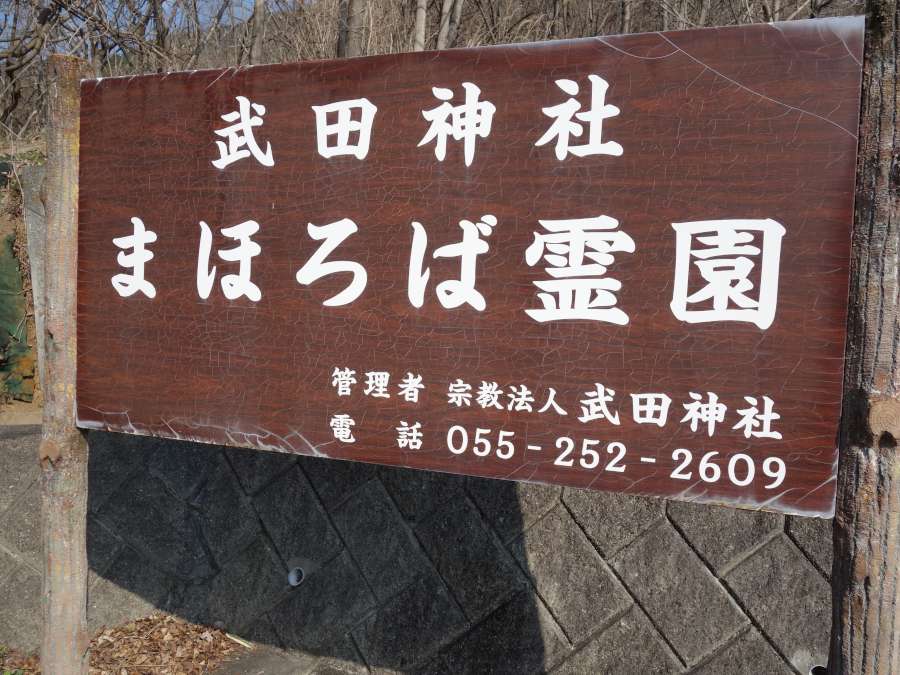 武田神社
まほろば霊園
管理者 宗教法人 武田神社
電話 055-252-2609